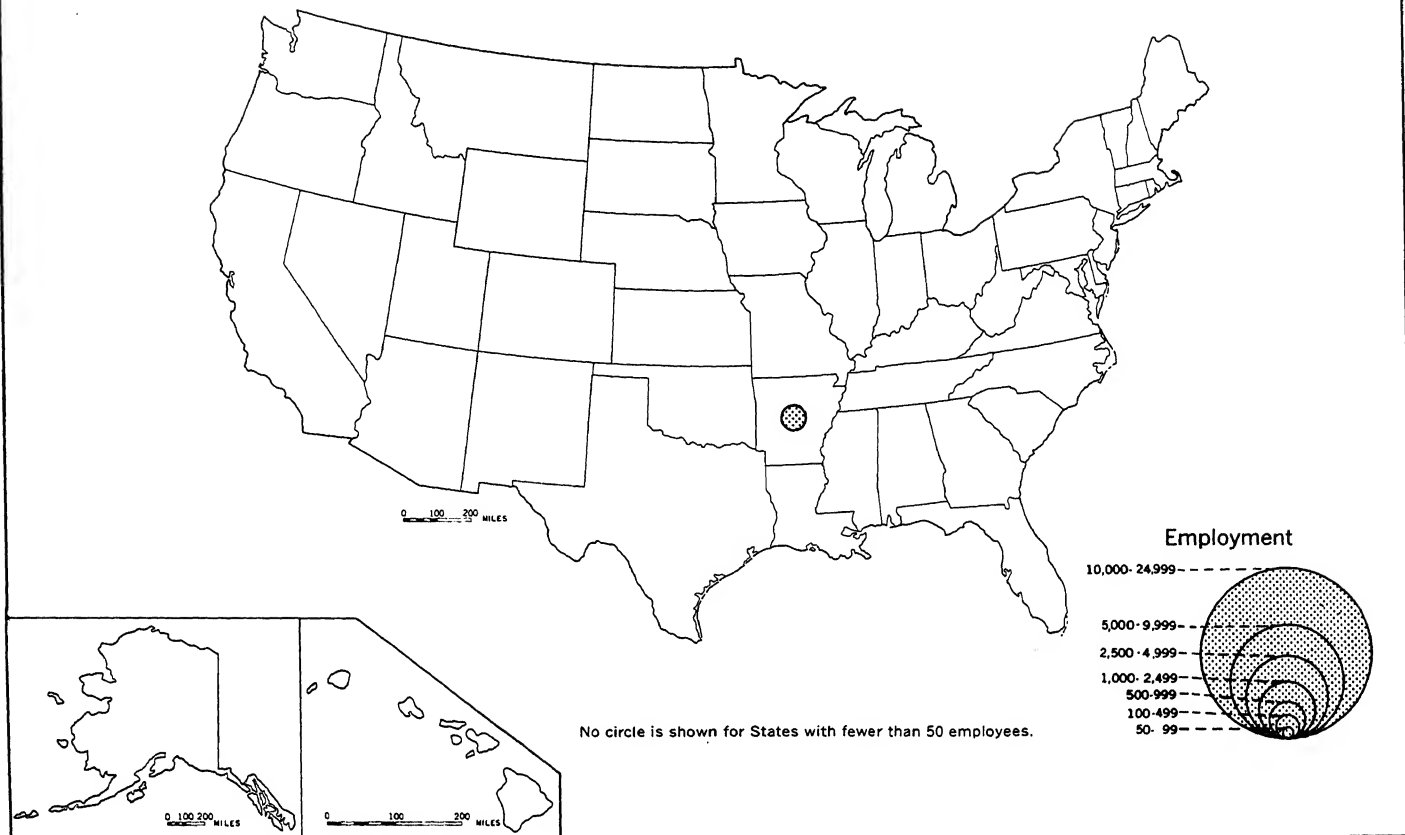 0 100 200 MILES
Employment
10,000-24,999
5,000-9,999
2,500-4,999
1,000-2,499
500-999
100-499
50-99
No circle is shown for States with fewer than 50 employees.
0 100 200 MILES
0 100 200 MILES